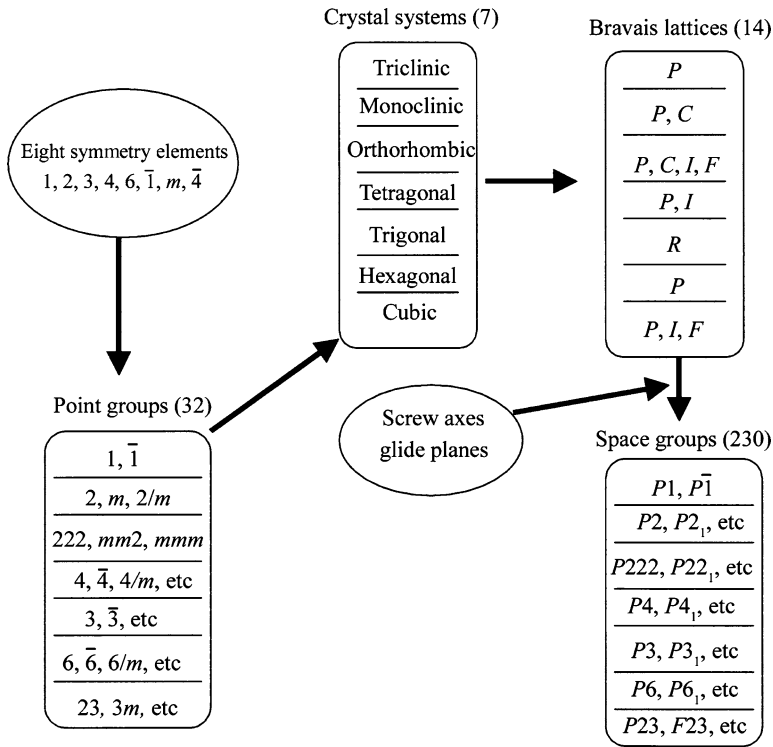 Crystal systems (7)
Triclinic
Monoclinic
Orthorhombic
Tetragonal
Trigonal
Hexagonal
Cubic
Bravais lattices (14)
P
P, C
P, C, I, F
P, I
R
P
P, I, F
Eight symmetry elements
1, 2, 3, 4, 6, 1̅, m, 4̅
Point groups (32)
1, 1̅
2, m, 2/m
222, mm2, mmm
4, 4̅, 4/m, etc
3, 3̅, etc
6, 6̅, 6/m, etc
23, 3m, etc
Screw axes
glide planes
Space groups (230)
P1, P1̅
P2, P2₁, etc
P222, P22₁, etc
P4, P4₁, etc
P3, P3₁, etc
P6, P6₁, etc
P23, F23, etc